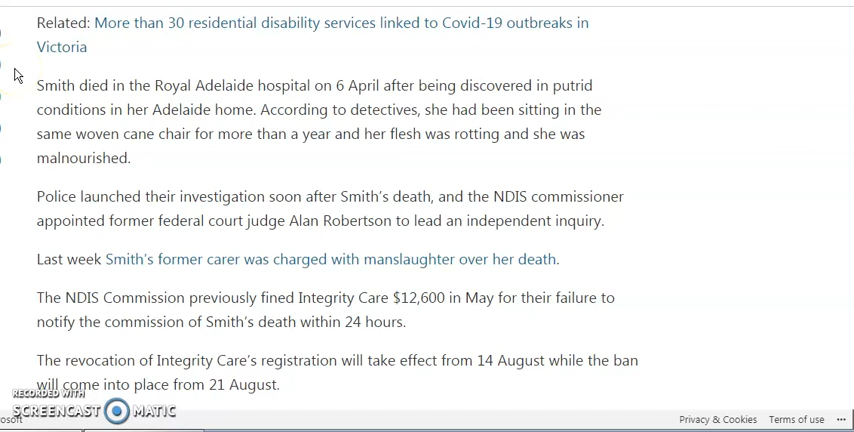 Related: More than 30 residential disability services linked to Covid-19 outbreaks in
Victoria
Smith died in the Royal Adelaide hospital on 6 April after being discovered in putrid
conditions in her Adelaide home. According to detectives, she had been sitting in the
same woven cane chair for more than a year and her flesh was rotting and she was
malnourished.
Police launched their investigation soon after Smith’s death, and the NDIS commissioner
appointed former federal court judge Alan Robertson to lead an independent inquiry.
Last week Smith’s former carer was charged with manslaughter over her death.
The NDIS Commission previously fined Integrity Care $12,600 in May for their failure to
notify the commission of Smith’s death within 24 hours.
The revocation of Integrity Care’s registration will take effect from 14 August while the ban
will come into place from 21 August.
RECORDED WITH
SCREENCAST MATIC
osoft
Privacy & Cookies Terms of use ...